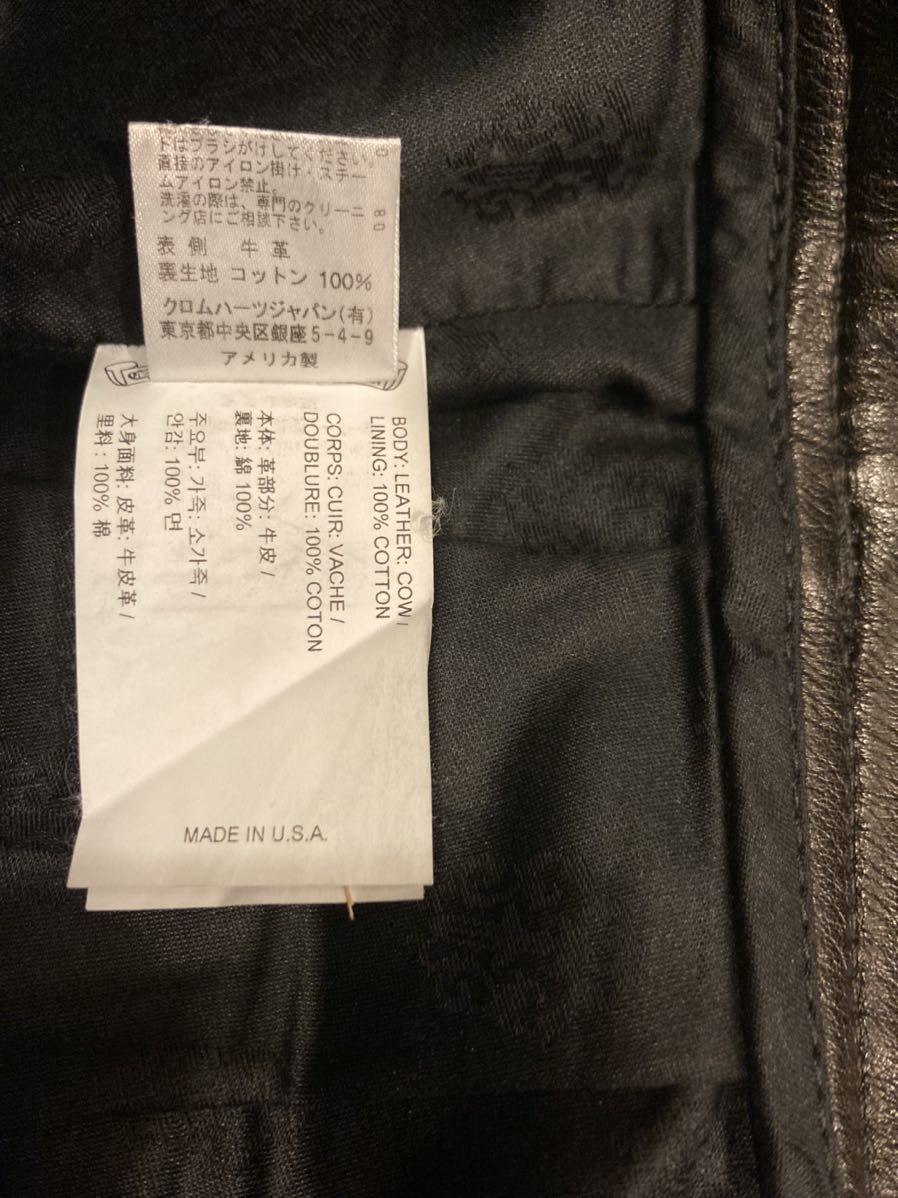 ドはブラシがけしてください。
直接のアイロン掛け・スチー
ムアイロン禁止。
洗濯の際は、専門のクリーニ
ング店にご相談下さい。
BO
表側 牛革
裏生地 コットン 100%
クロムハーツジャパン(有)
東京都中央区銀座5-4-9
アメリカ製
BODY: LEATHER: COW /
LINING: 100% COTTON
CORPS: CUIR: VACHE /
DOUBLURE: 100% COTON
本体: 革部分: 牛皮 /
裏地: 綿 100%
주요부: 가죽: 소가죽 /
안감: 100% 면
大身面料: 皮革: 牛皮革 /
里料: 100% 棉
MADE IN U.S.A.